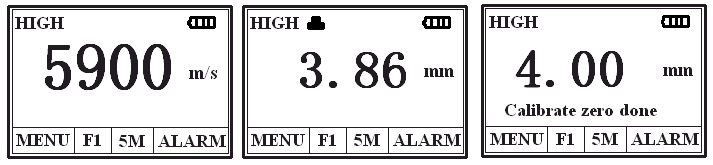 HIGH
5900 m/s
MENU F1 5M ALARM
HIGH
3.86 mm
MENU F1 5M ALARM
HIGH
4.00 mm
Calibrate zero done
MENU F1 5M ALARM